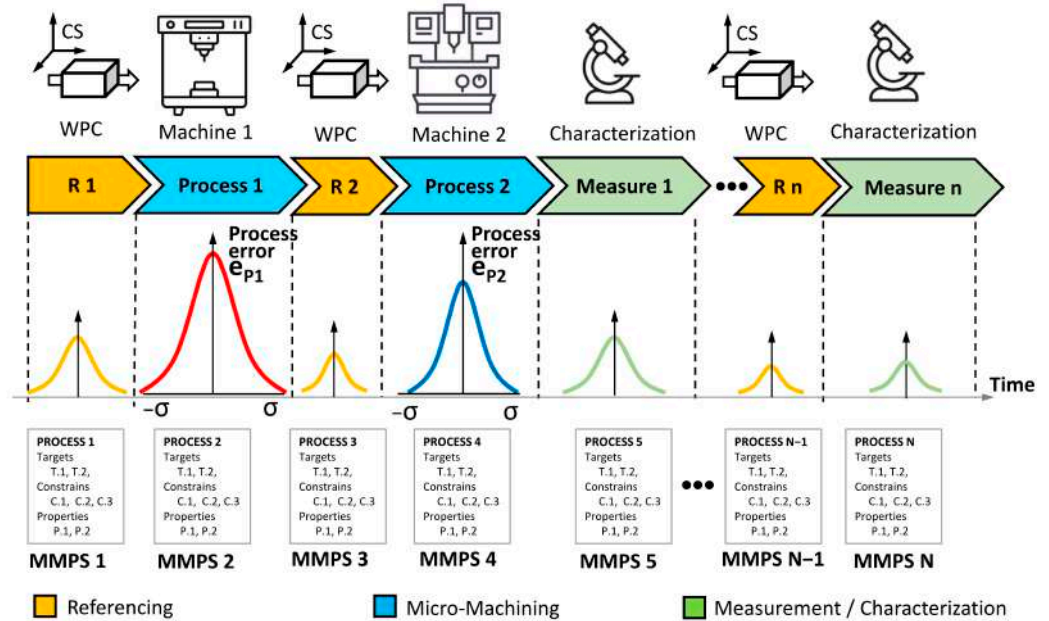 CS
CS
CS
WPC
Machine 1
WPC
Machine 2
Characterization
WPC
Characterization
R 1
Process 1
R 2
Process 2
Measure 1
•••
R n
Measure n
Process
error
eP1
Process
error
eP2
Time
−σ
σ
−σ
σ
PROCESS 1
Targets
T.1, T.2,
Constrains
C.1, C.2, C.3
Properties
P.1, P.2
MMPS 1
PROCESS 2
Targets
T.1, T.2,
Constrains
C.1, C.2, C.3
Properties
P.1, P.2
MMPS 2
PROCESS 3
Targets
T.1, T.2,
Constrains
C.1, C.2, C.3
Properties
P.1, P.2
MMPS 3
PROCESS 4
Targets
T.1, T.2,
Constrains
C.1, C.2, C.3
Properties
P.1, P.2
MMPS 4
PROCESS 5
Targets
T.1, T.2,
Constrains
C.1, C.2, C.3
Properties
P.1, P.2
MMPS 5
•••
PROCESS N−1
Targets
T.1, T.2,
Constrains
C.1, C.2, C.3
Properties
P.1, P.2
MMPS N−1
PROCESS N
Targets
T.1, T.2,
Constrains
C.1, C.2, C.3
Properties
P.1, P.2
MMPS N
Referencing
Micro-Machining
Measurement / Characterization